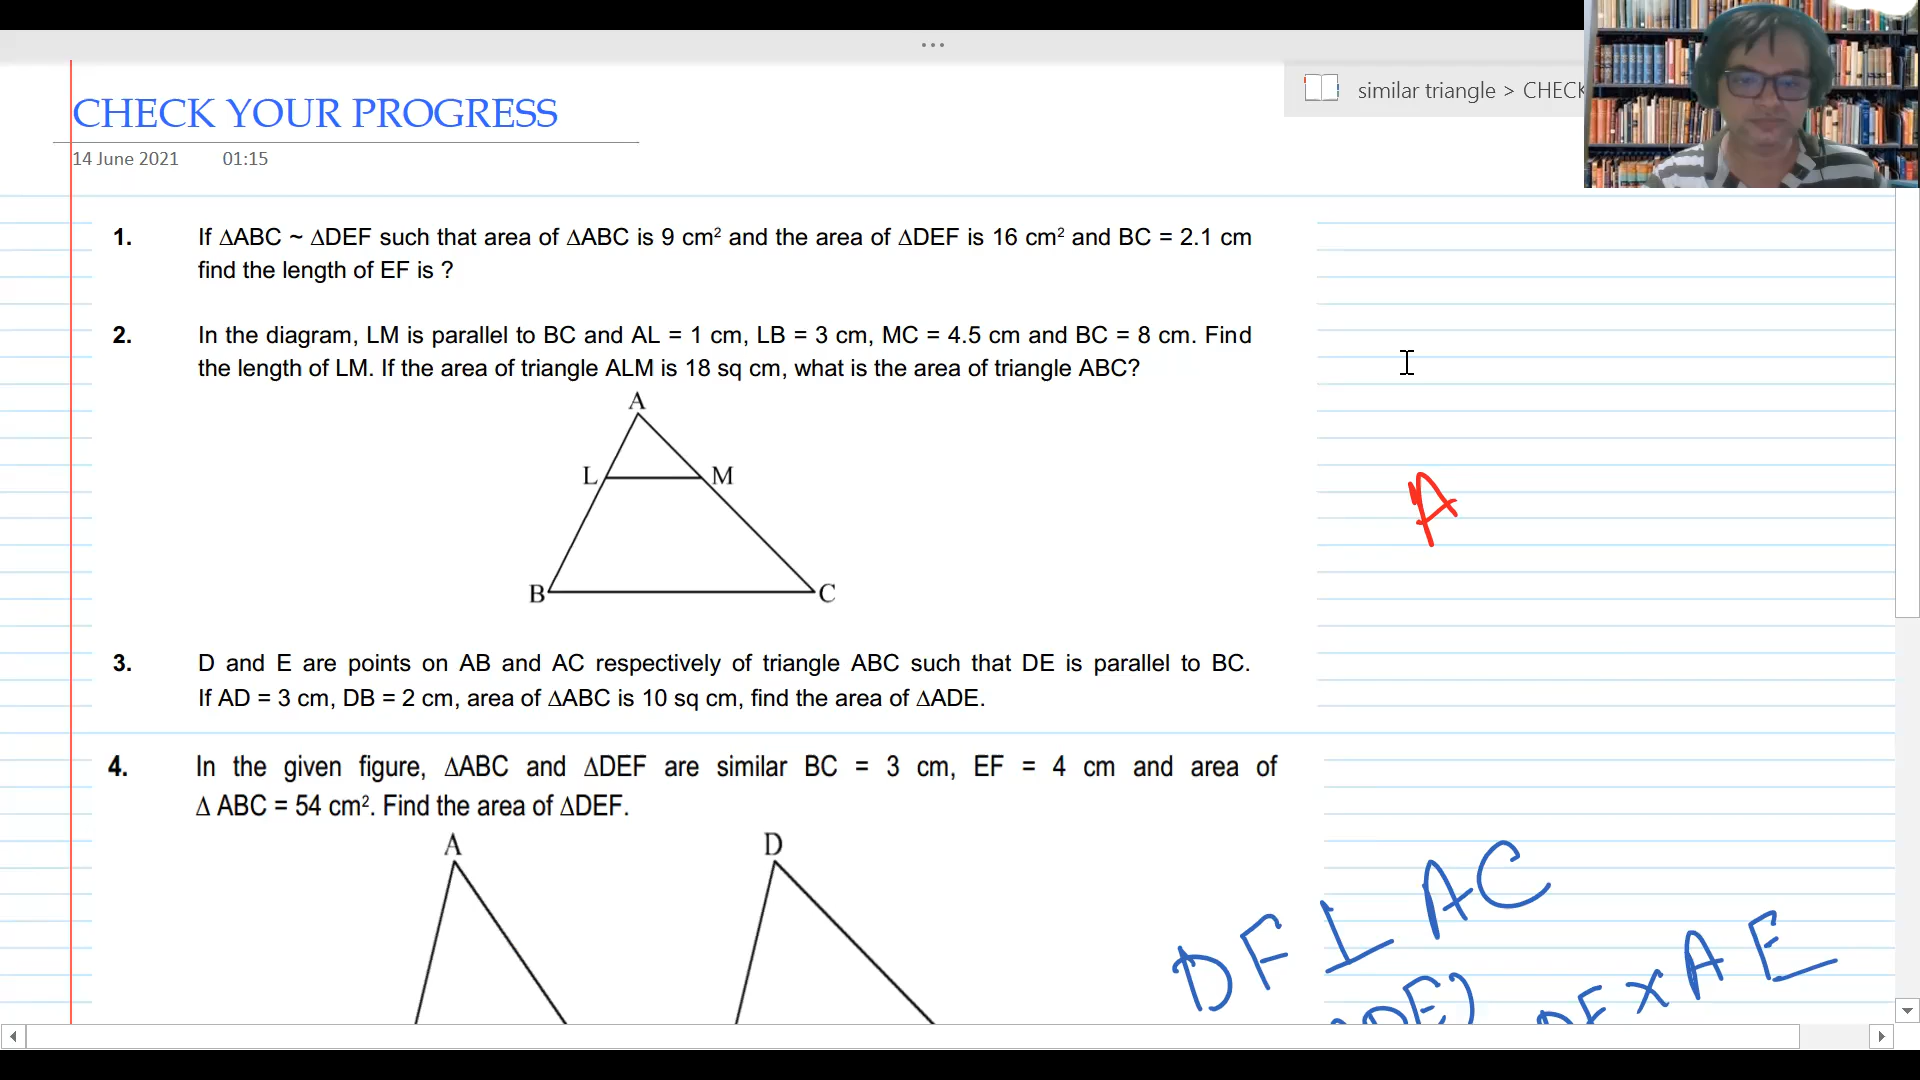 similar triangle > CHECK
CHECK YOUR PROGRESS
14 June 2021 01:15
1. If ΔABC ~ ΔDEF such that area of ΔABC is 9 cm² and the area of ΔDEF is 16 cm² and BC = 2.1 cm
find the length of EF is ?
2. In the diagram, LM is parallel to BC and AL = 1 cm, LB = 3 cm, MC = 4.5 cm and BC = 8 cm. Find
the length of LM. If the area of triangle ALM is 18 sq cm, what is the area of triangle ABC?
A
L M
B C
A
3. D and E are points on AB and AC respectively of triangle ABC such that DE is parallel to BC.
If AD = 3 cm, DB = 2 cm, area of ΔABC is 10 sq cm, find the area of ΔADE.
4. In the given figure, ΔABC and ΔDEF are similar BC = 3 cm, EF = 4 cm and area of
Δ ABC = 54 cm². Find the area of ΔDEF.
A D
DF ⊥ AC
DE) DF × AE